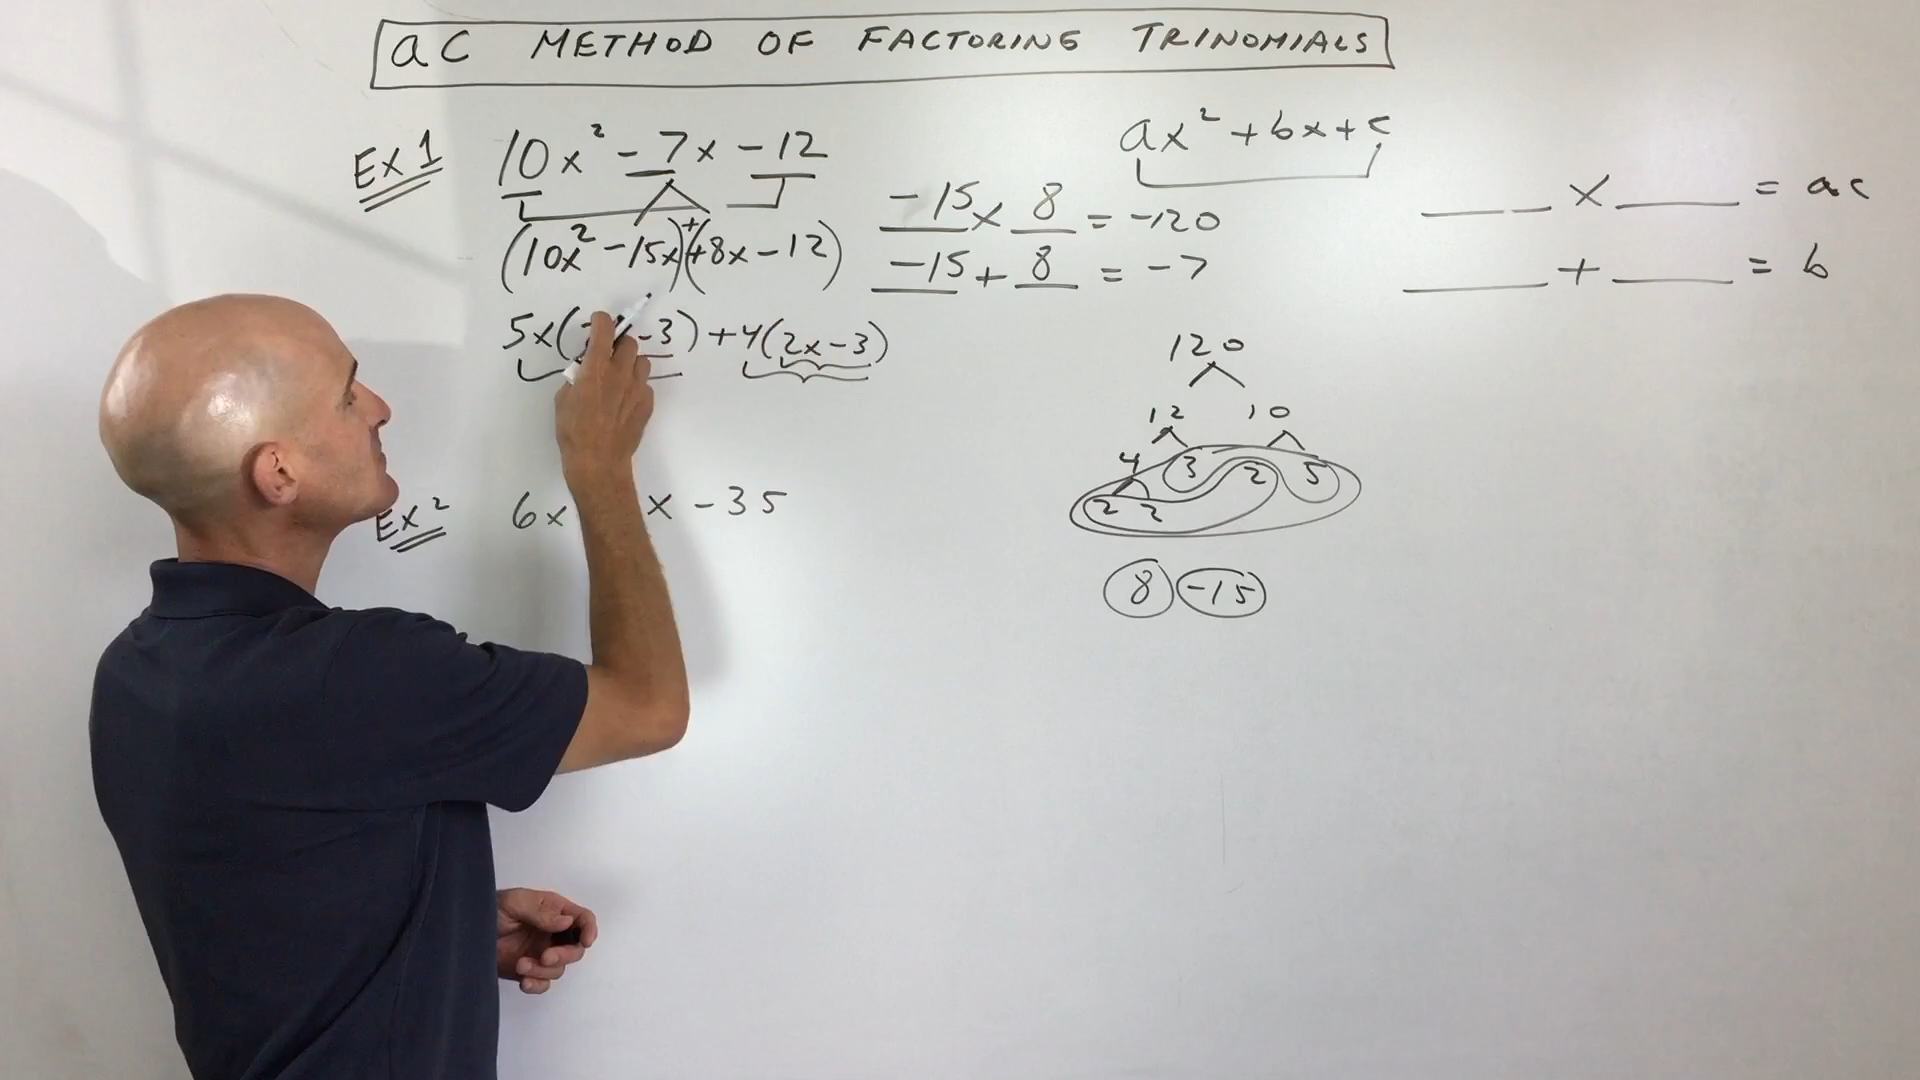 ac METHOD OF FACTORING TRINOMIALS
Ex 1 10x² - 7x - 12
(10x² - 15x)+(+8x - 12)
5x( -3) + 4(2x - 3)
-15 x 8 = -120
-15 + 8 = -7
ax² + bx + c
___ x ___ = ac
___ + ___ = b
120
12 10
4 3 2 5
2 2
8 -15
Ex 2 6x x - 35